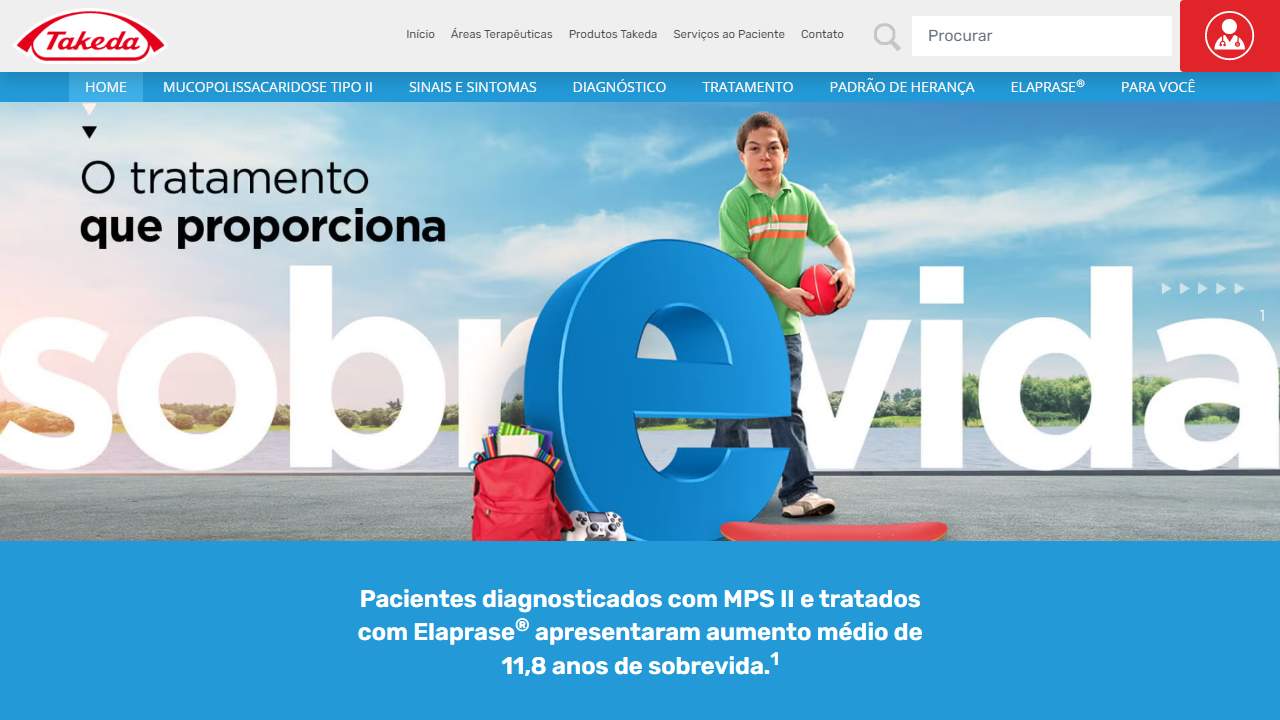 Takeda
Início Áreas Terapêuticas Produtos Takeda Serviços ao Paciente Contato Procurar
HOME MUCOPOLISSACARIDOSE TIPO II SINAIS E SINTOMAS DIAGNÓSTICO TRATAMENTO PADRÃO DE HERANÇA ELAPRASE® PARA VOCÊ
O tratamento
que proporciona
sobrevida 1
Pacientes diagnosticados com MPS II e tratados
com Elaprase® apresentaram aumento médio de
11,8 anos de sobrevida.1